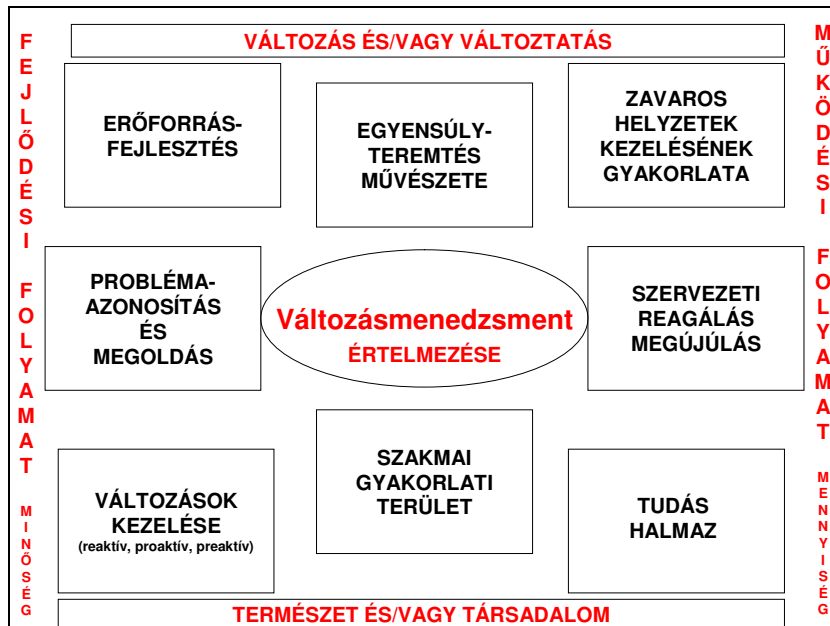 VÁLTOZÁS ÉS/VAGY VÁLTOZTATÁS
FEJLŐDÉSI FOLYAMAT MINŐSÉG
MŰKÖDÉSI FOLYAMAT MENNYISÉG
ERŐFORRÁS-
FEJLESZTÉS
EGYENSÚLY-
TEREMTÉS
MŰVÉSZETE
ZAVAROS
HELYZETEK
KEZELÉSÉNEK
GYAKORLATA
PROBLÉMA-
AZONOSÍTÁS
ÉS
MEGOLDÁS
Változásmenedzsment
ÉRTELMEZÉSE
SZERVEZETI
REAGÁLÁS
MEGÚJÚLÁS
VÁLTOZÁSOK
KEZELÉSE
(reaktív, proaktív, preaktív)
SZAKMAI
GYAKORLATI
TERÜLET
TUDÁS
HALMAZ
TERMÉSZET ÉS/VAGY TÁRSADALOM